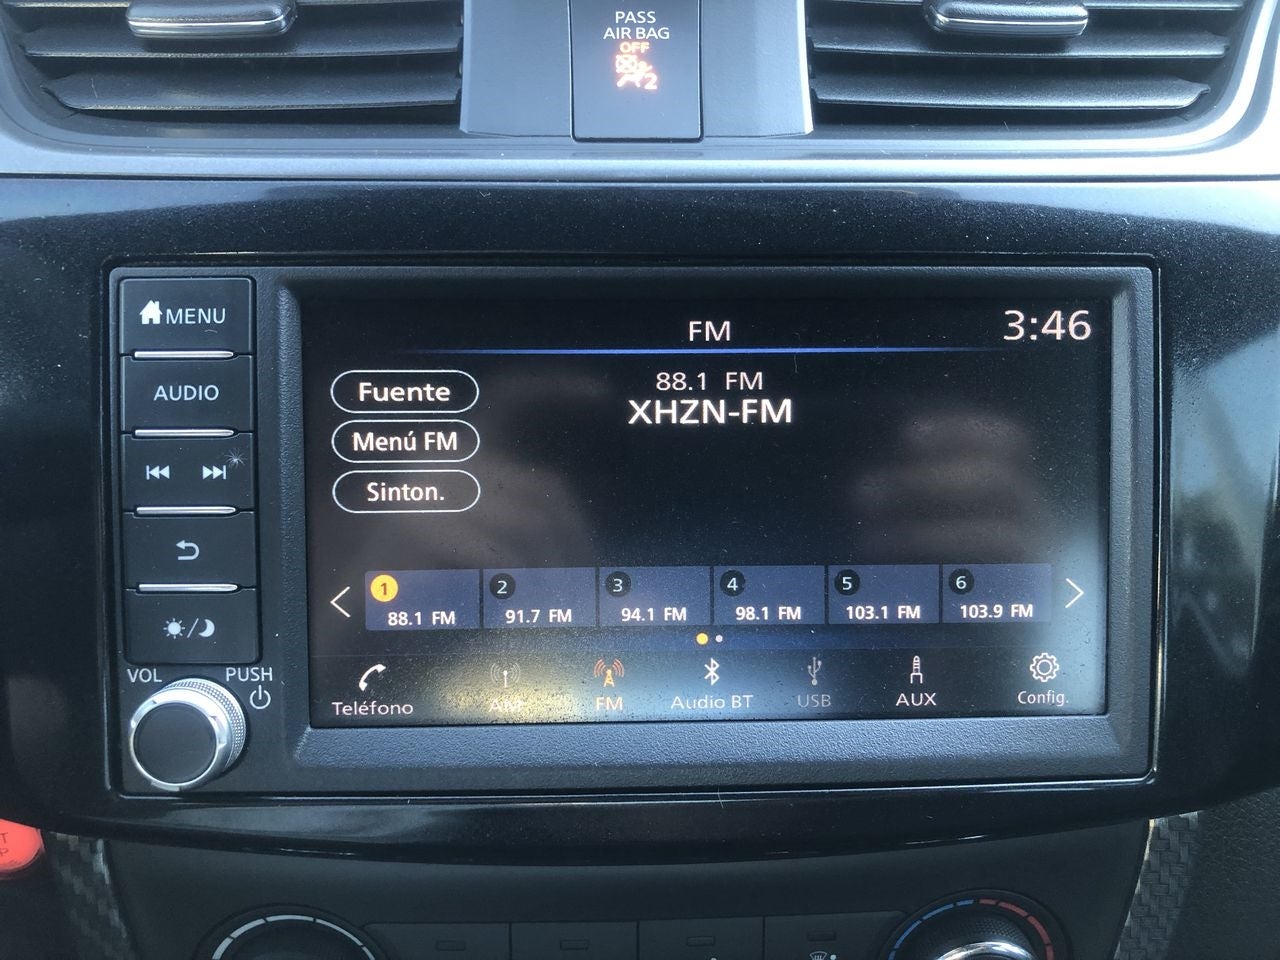 PASS
AIR BAG
OFF
2
MENU
AUDIO
VOL
PUSH
FM
3:46
88.1 FM
XHZN-FM
Fuente
Menú FM
Sinton.
1
88.1 FM
2
91.7 FM
3
94.1 FM
4
98.1 FM
5
103.1 FM
6
103.9 FM
Teléfono
AM
FM
Audio BT
USB
AUX
Config.